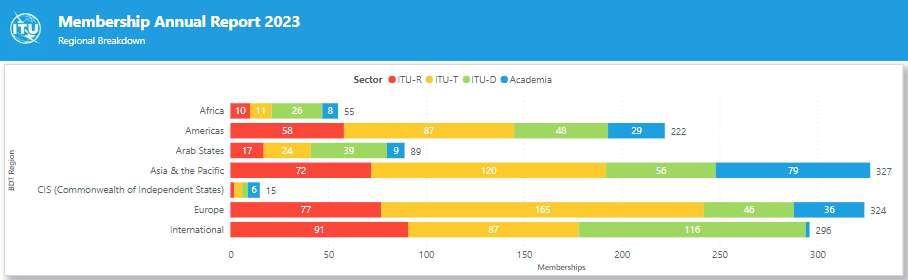 ITU
Membership Annual Report 2023
Regional Breakdown
Sector ITU-R ITU-T ITU-D Academia
BDT Region
Africa 10 11 26 8 55
Americas 58 87 48 29 222
Arab States 17 24 39 9 89
Asia & the Pacific 72 120 56 79 327
CIS (Commonwealth of Independent States) 6 15
Europe 77 165 46 36 324
International 91 87 116 296
0 50 100 150 200 250 300
Memberships